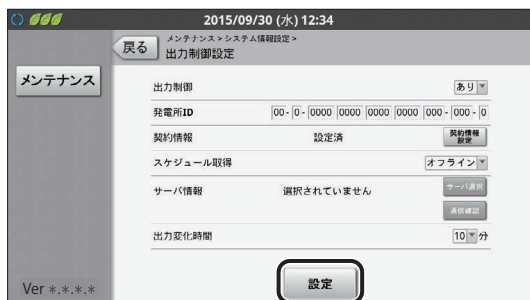 2015/09/30 (水) 12:34
戻る
メンテナンス > システム情報設定 >
出力制御設定
メンテナンス
出力制御 あり
発電所ID 00 - 0 - 0000 0000 0000 0000 000 - 000 - 0
契約情報 設定済 契約情報
設定
スケジュール取得 オフライン
サーバ情報 選択されていません サーバ選択
通信確認
出力変化時間 10 分
設定
Ver *.*.*.*